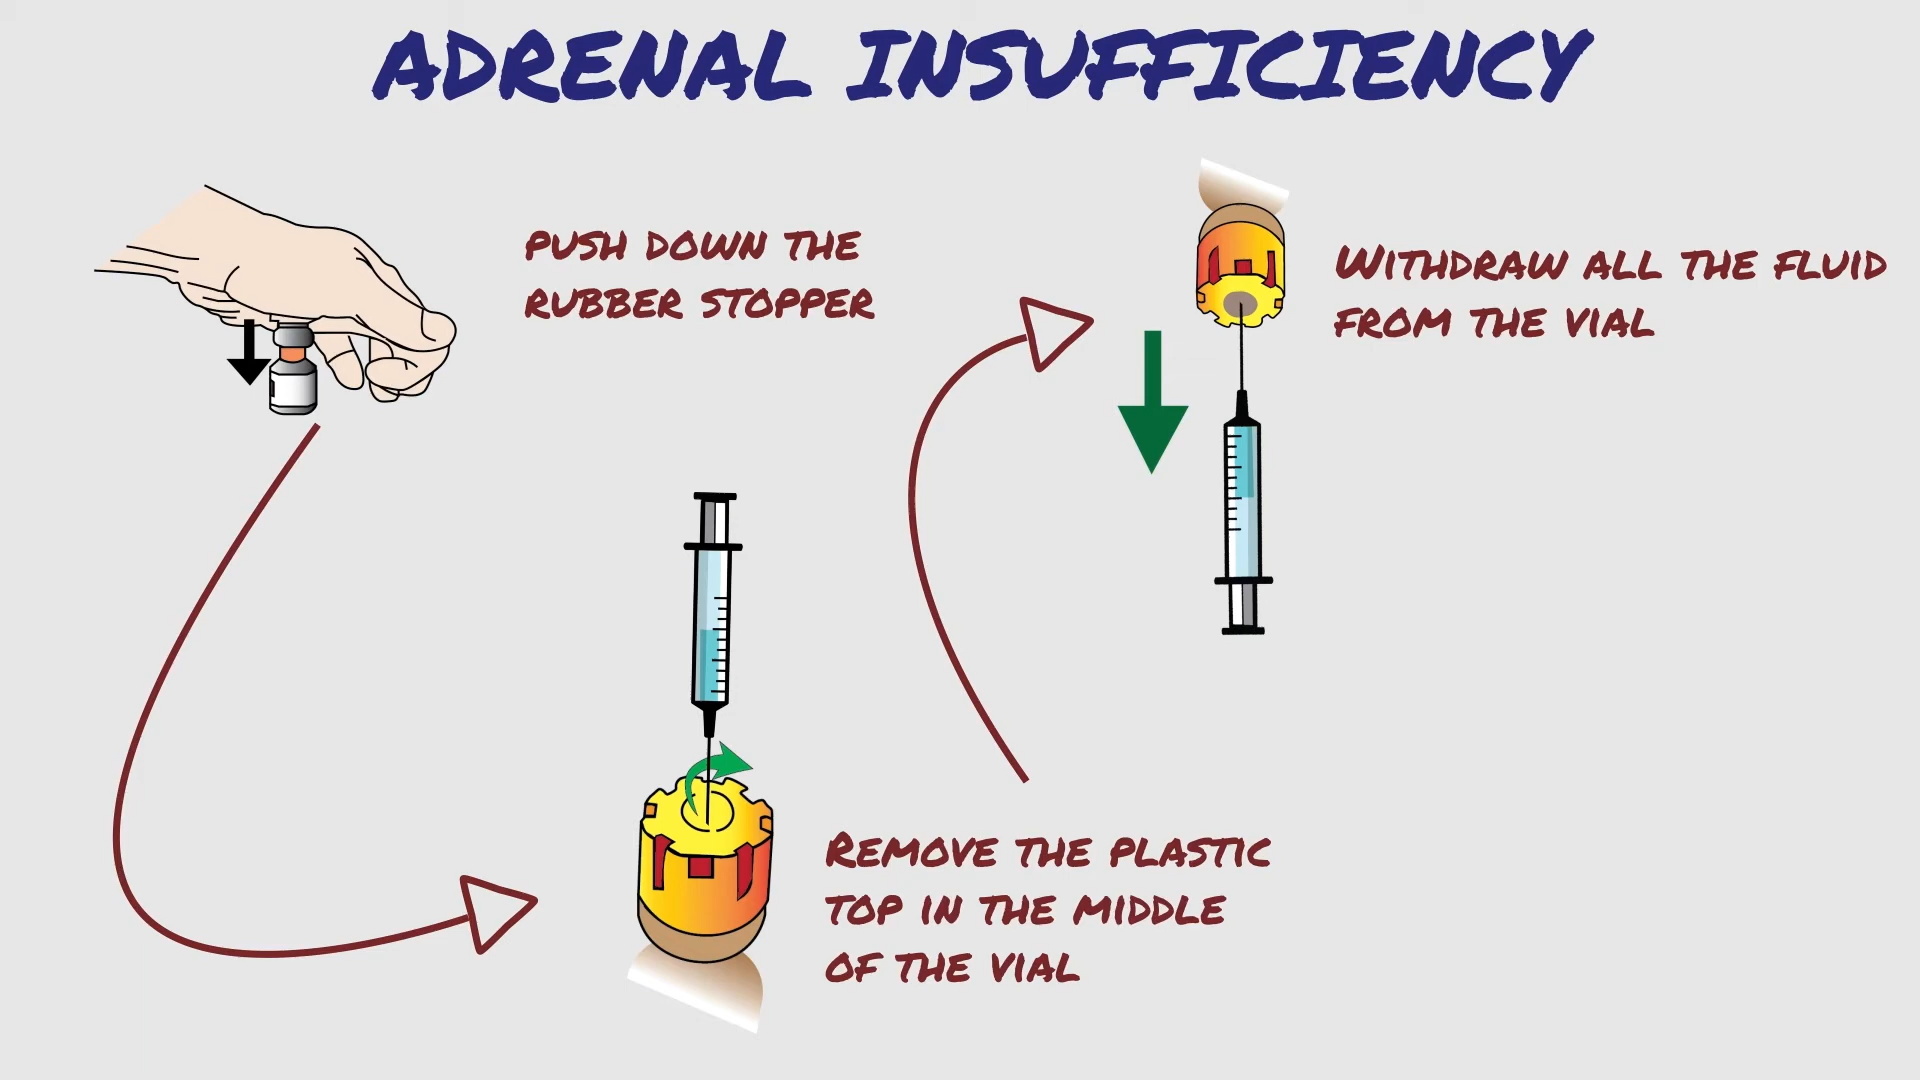 ADRENAL INSUFFICIENCY
PUSH DOWN THE
RUBBER STOPPER
REMOVE THE PLASTIC
TOP IN THE MIDDLE
OF THE VIAL
WITHDRAW ALL THE FLUID
FROM THE VIAL